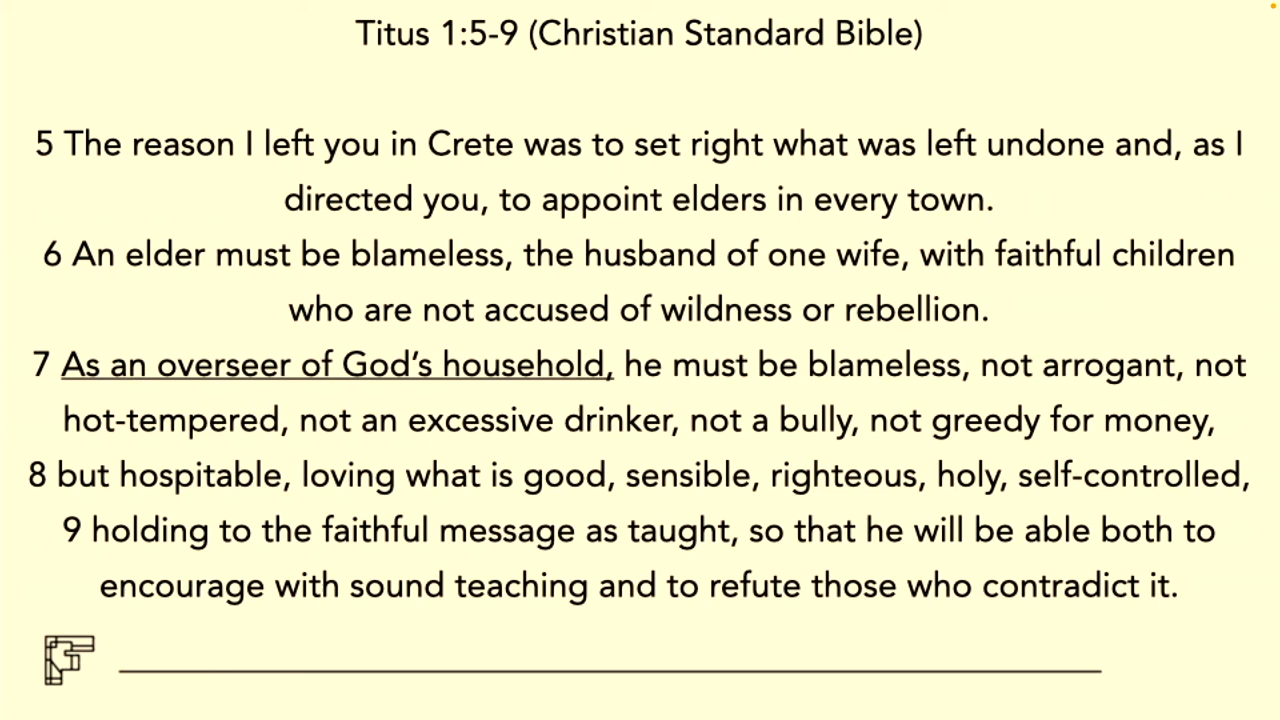 Titus 1:5-9 (Christian Standard Bible)
5 The reason I left you in Crete was to set right what was left undone and, as I
directed you, to appoint elders in every town.
6 An elder must be blameless, the husband of one wife, with faithful children
who are not accused of wildness or rebellion.
7 As an overseer of God’s household, he must be blameless, not arrogant, not
hot-tempered, not an excessive drinker, not a bully, not greedy for money,
8 but hospitable, loving what is good, sensible, righteous, holy, self-controlled,
9 holding to the faithful message as taught, so that he will be able both to
encourage with sound teaching and to refute those who contradict it.